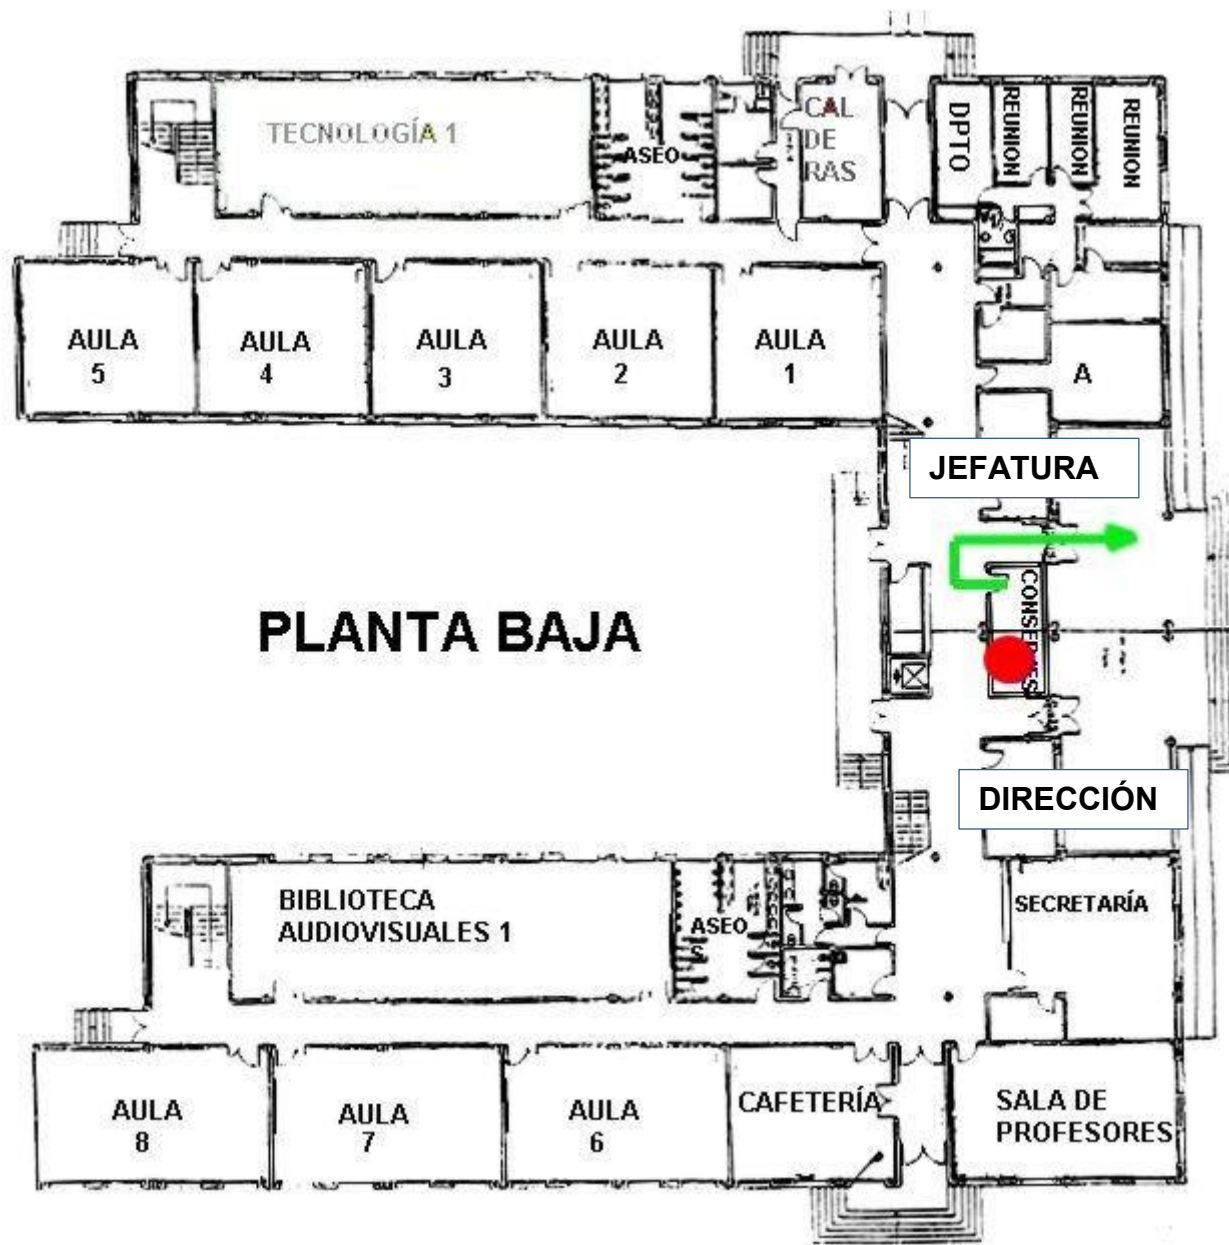 TECNOLOGÍA 1
ASEO
CAL
DE
RAS
DPTO
REUNION
REUNION
REUNION
AULA
5
AULA
4
AULA
3
AULA
2
AULA
1
A
JEFATURA
CONSERJES
PLANTA BAJA
DIRECCIÓN
BIBLIOTECA
AUDIOVISUALES 1
ASEO
SECRETARÍA
AULA
8
AULA
7
AULA
6
CAFETERÍA
SALA DE
PROFESORES